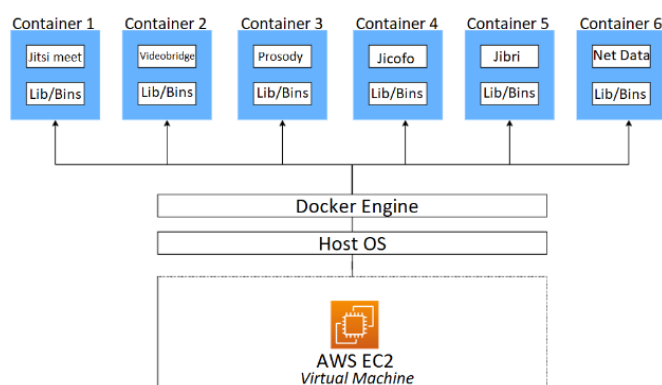 Container 1 Container 2 Container 3 Container 4 Container 5 Container 6
Jitsi meet Videobridge Prosody Jicofo Jibri Net Data
Lib/Bins Lib/Bins Lib/Bins Lib/Bins Lib/Bins Lib/Bins
Docker Engine
Host OS
AWS EC2
Virtual Machine